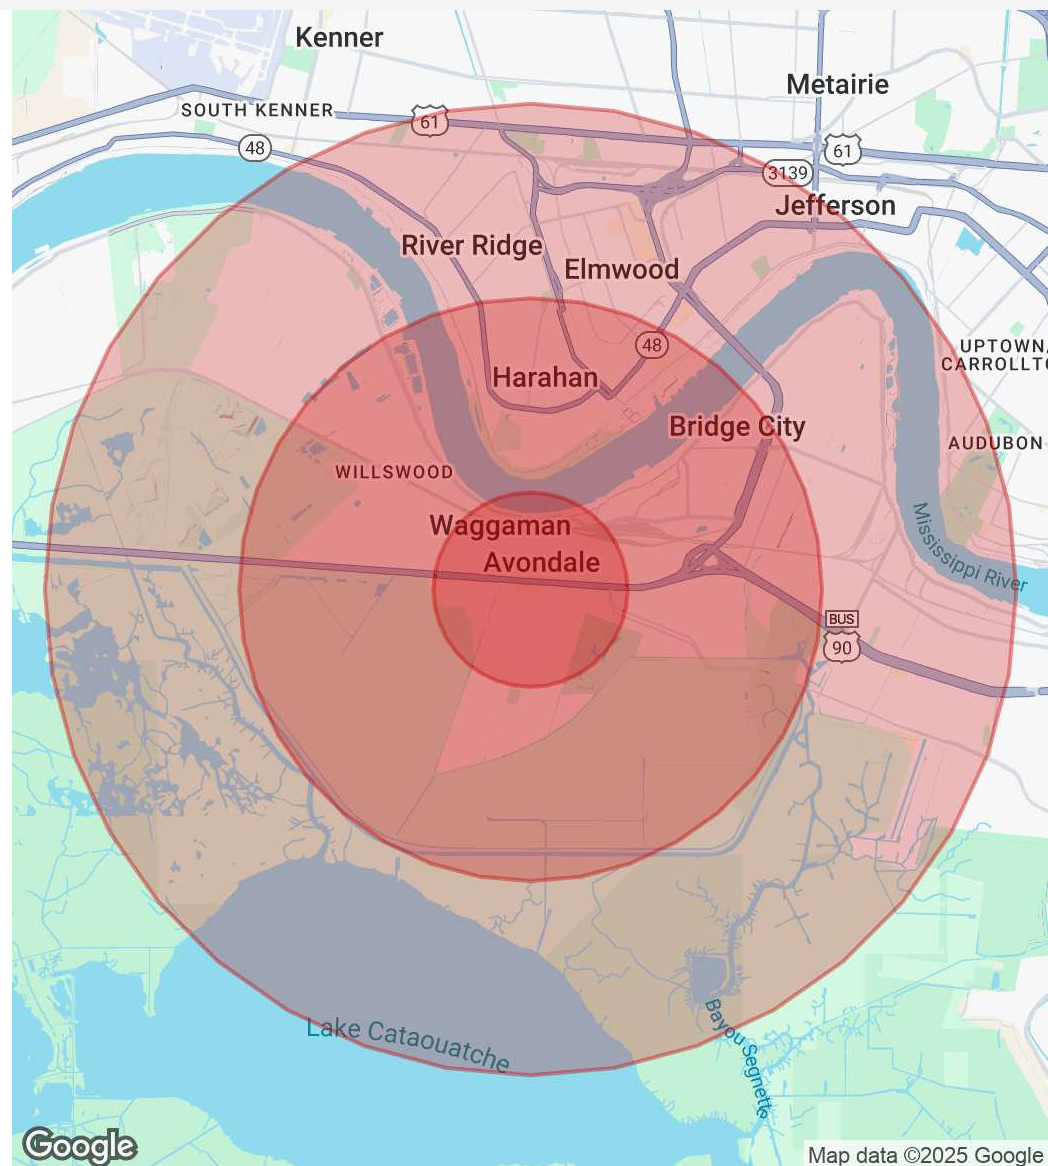 Kenner
Metairie
SOUTH KENNER
61
48
61
3139
Jefferson
River Ridge
Elmwood
48
UPTOWN
Harahan
Bridge City
AUDUBON
WILLSWOOD
Waggaman
Avondale
Mississippi River
BUS
90
Lake Cataouatche
Bayou Segnette
Google
Map data ©2025 Google